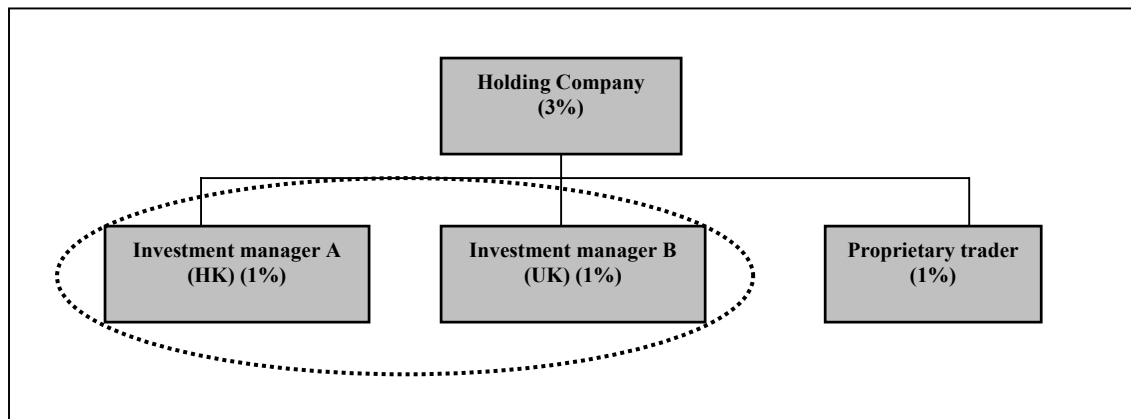 Holding Company
(3%)
Investment manager A
(HK) (1%)
Investment manager B
(UK) (1%)
Proprietary trader
(1%)